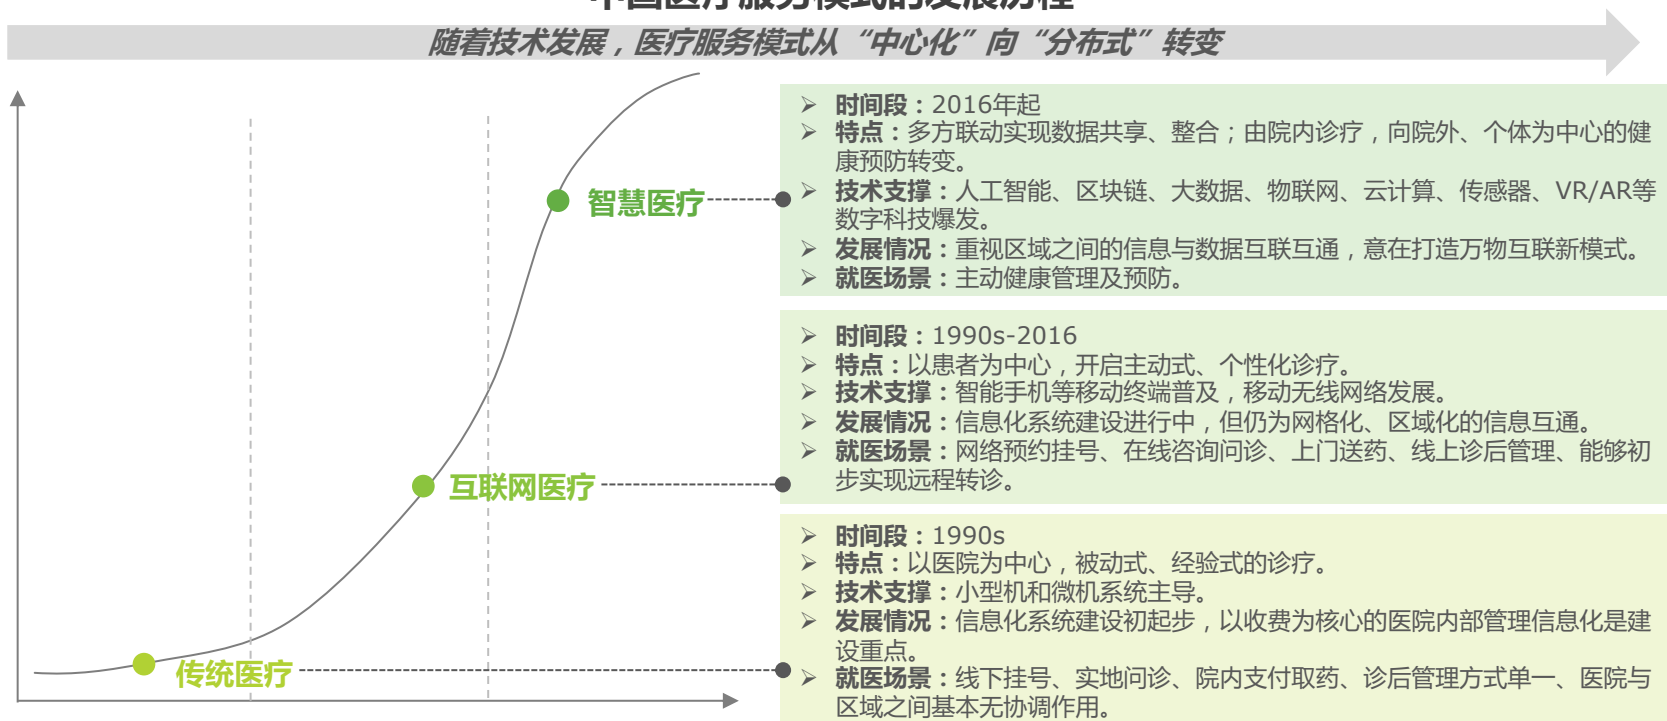 中国医疗服务模式的发展历程
随着技术发展，医疗服务模式从“中心化”向“分布式”转变
智慧医疗
➢ 时间段：2016年起
➢ 特点：多方联动实现数据共享、整合；由院内诊疗，向院外、个体为中心的健
康预防转变。
➢ 技术支撑：人工智能、区块链、大数据、物联网、云计算、传感器、VR/AR等
数字科技爆发。
➢ 发展情况：重视区域之间的信息与数据互联互通，意在打造万物互联新模式。
➢ 就医场景：主动健康管理及预防。
互联网医疗
➢ 时间段：1990s-2016
➢ 特点：以患者为中心，开启主动式、个性化诊疗。
➢ 技术支撑：智能手机等移动终端普及，移动无线网络发展。
➢ 发展情况：信息化系统建设进行中，但仍为网格化、区域化的信息互通。
➢ 就医场景：网络预约挂号、在线咨询问诊、上门送药、线上诊后管理、能够初
步实现远程转诊。
传统医疗
➢ 时间段：1990s
➢ 特点：以医院为中心，被动式、经验式的诊疗。
➢ 技术支撑：小型机和微机系统主导。
➢ 发展情况：信息化系统建设初起步，以收费为核心的医院内部管理信息化是建
设重点。
➢ 就医场景：线下挂号、实地问诊、院内支付取药、诊后管理方式单一、医院与
区域之间基本无协调作用。